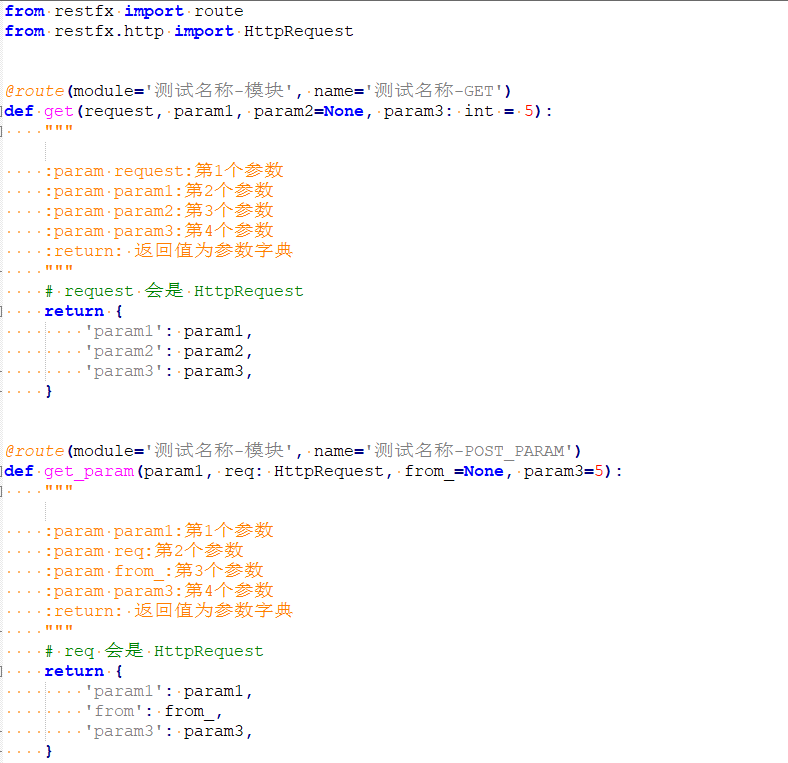 from restfx import route
from restfx.http import HttpRequest
@route(module='测试名称-模块', name='测试名称-GET')
def get(request, param1, param2=None, param3: int = 5):
"""
:param request:第1个参数
:param param1:第2个参数
:param param2:第3个参数
:param param3:第4个参数
:return: 返回值为参数字典
"""
# request 会是 HttpRequest
return {
'param1': param1,
'param2': param2,
'param3': param3,
}
@route(module='测试名称-模块', name='测试名称-POST_PARAM')
def get_param(param1, req: HttpRequest, from_=None, param3=5):
"""
:param param1:第1个参数
:param req:第2个参数
:param from_:第3个参数
:param param3:第4个参数
:return: 返回值为参数字典
"""
# req 会是 HttpRequest
return {
'param1': param1,
'from': from_,
'param3': param3,
}